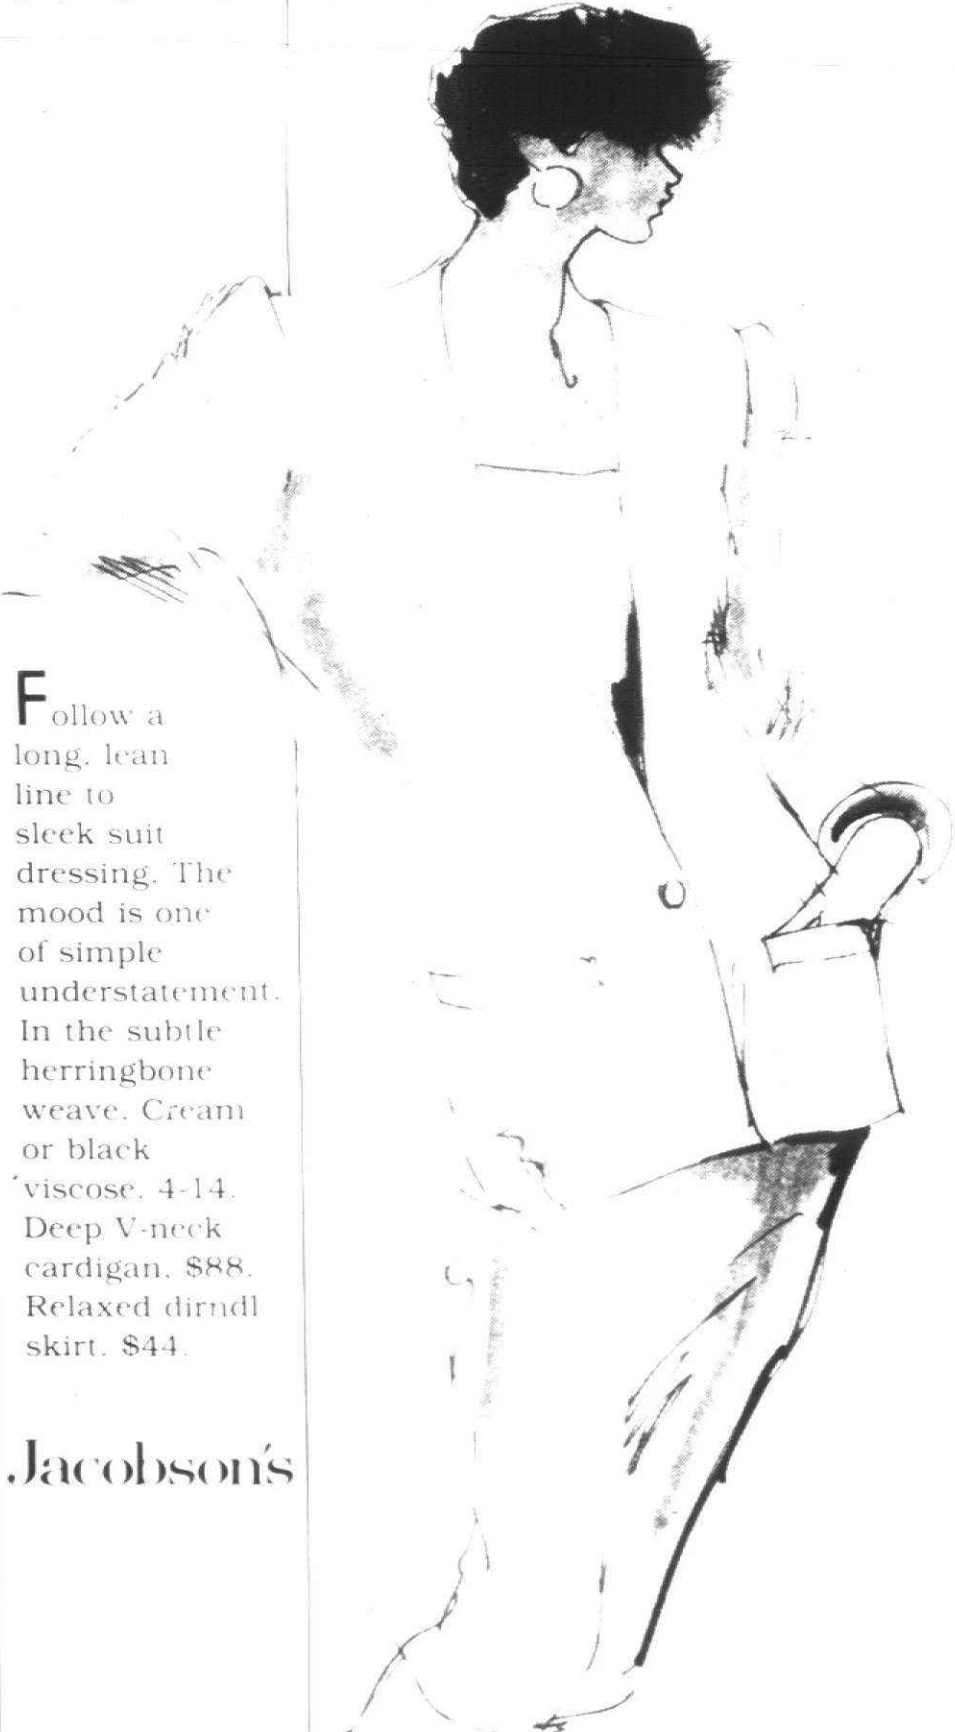 Follow a
long, lean
line to
sleek suit
dressing. The
mood is one
of simple
understatement.
In the subtle
herringbone
weave. Cream
or black
viscose. 4-14.
Deep V-neck
cardigan, $88.
Relaxed dirndl
skirt. $44.
Jacobson's